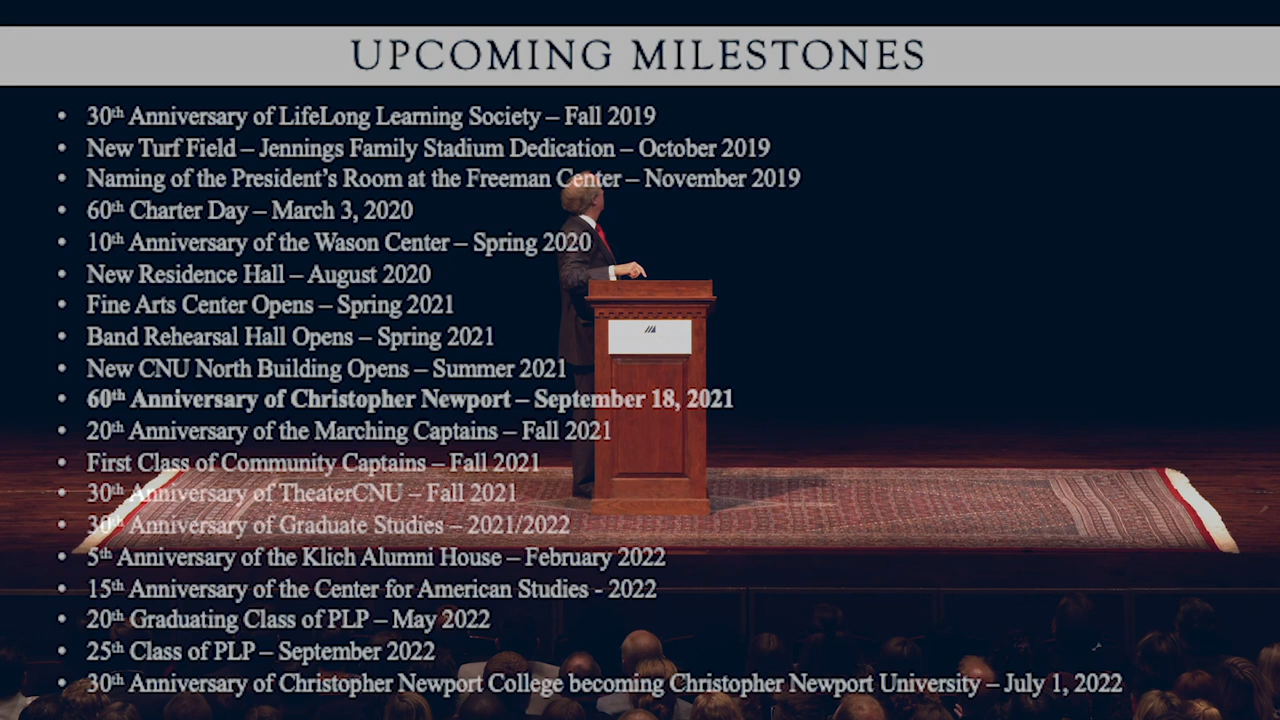 UPCOMING MILESTONES
• 30th Anniversary of LifeLong Learning Society – Fall 2019
• New Turf Field – Jennings Family Stadium Dedication – October 2019
• Naming of the President’s Room at the Freeman Center – November 2019
• 60th Charter Day – March 3, 2020
• 10th Anniversary of the Wason Center – Spring 2020
• New Residence Hall – August 2020
• Fine Arts Center Opens – Spring 2021
• Band Rehearsal Hall Opens – Spring 2021
• New CNU North Building Opens – Summer 2021
• 60th Anniversary of Christopher Newport – September 18, 2021
• 20th Anniversary of the Marching Captains – Fall 2021
• First Class of Community Captains – Fall 2021
• 30th Anniversary of TheaterCNU – Fall 2021
• 30th Anniversary of Graduate Studies – 2021/2022
• 5th Anniversary of the Klich Alumni House – February 2022
• 15th Anniversary of the Center for American Studies - 2022
• 20th Graduating Class of PLP – May 2022
• 25th Class of PLP – September 2022
• 30th Anniversary of Christopher Newport College becoming Christopher Newport University – July 1, 2022